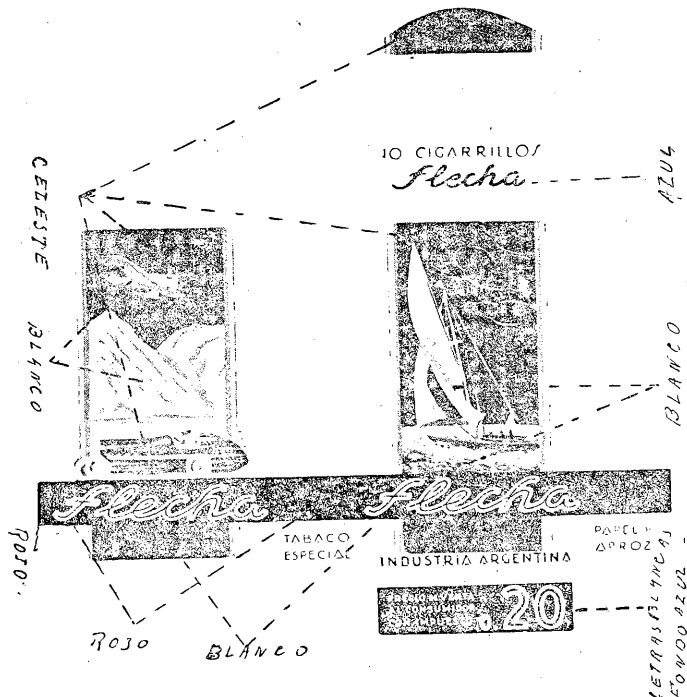 10 CIGARRILLOS
Flecha
AZUL
CELESTE
BLANCO
BLANCO
Flecha Flecha
TABACO
ESPECIAL
PAPEL
ARROZ
INDUSTRIA ARGENTINA
20
ROJO
ROJO
BLANCO
LETRAS BLANCAS
FONDO AZUL